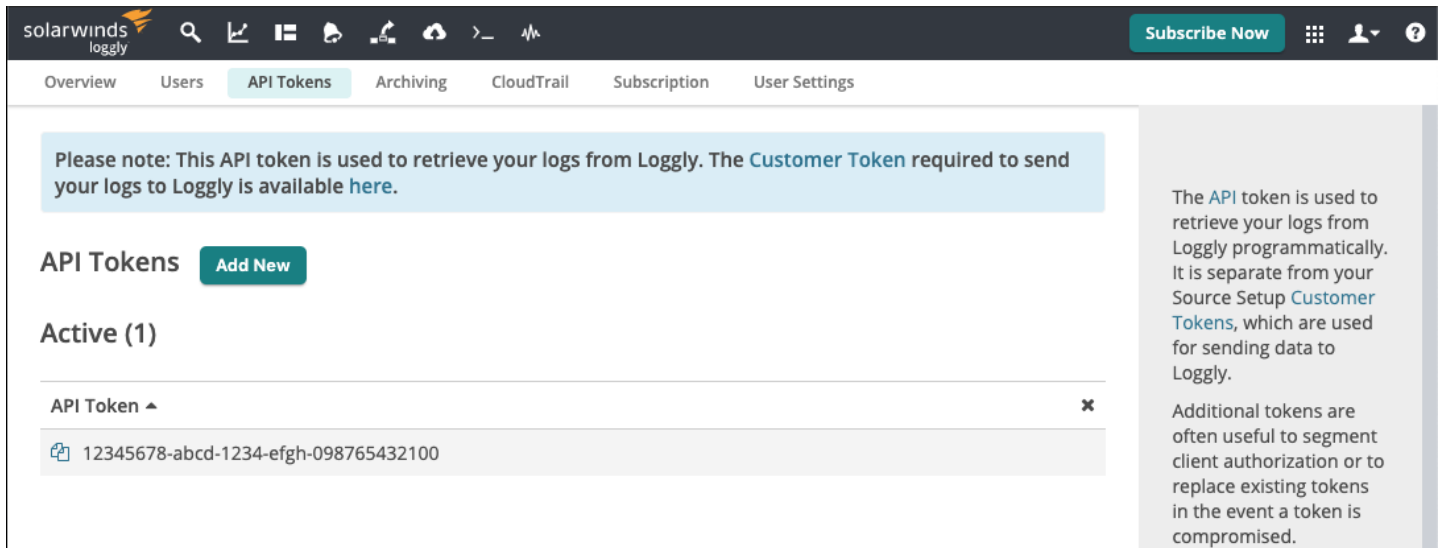 solarwinds
loggly
Subscribe Now
Overview Users API Tokens Archiving CloudTrail Subscription User Settings
Please note: This API token is used to retrieve your logs from Loggly. The Customer Token required to send
your logs to Loggly is available here.
API Tokens Add New
Active (1)
API Token
12345678-abcd-1234-efgh-098765432100
The API token is used to
retrieve your logs from
Loggly programmatically.
It is separate from your
Source Setup Customer
Tokens, which are used
for sending data to
Loggly.
Additional tokens are
often useful to segment
client authorization or to
replace existing tokens
in the event a token is
compromised.